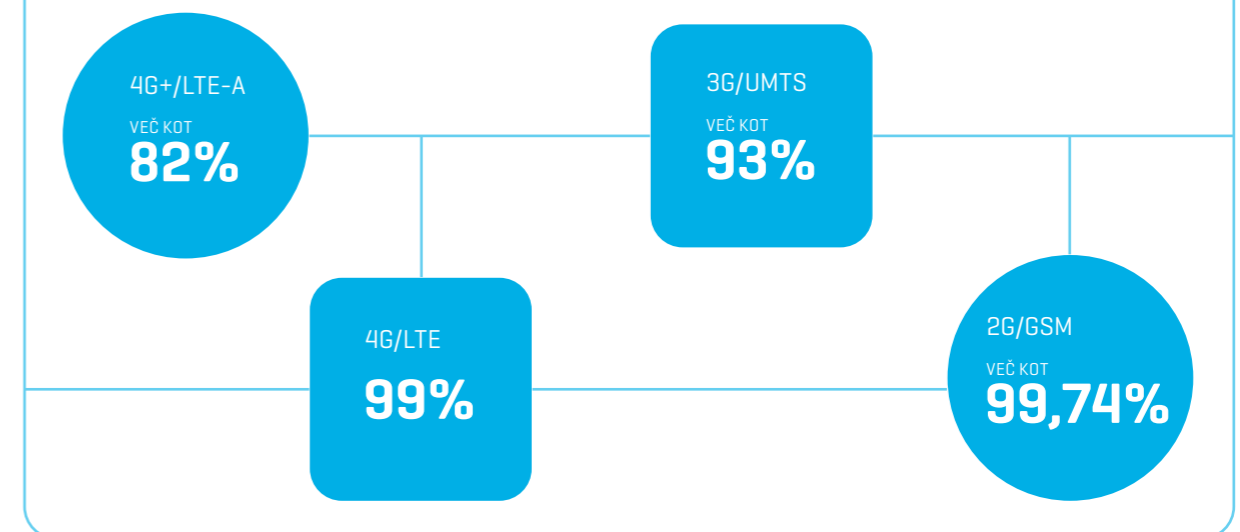 4G+/LTE-A
VEČ KOT
82%
3G/UMTS
VEČ KOT
93%
4G/LTE
99%
2G/GSM
VEČ KOT
99,74%